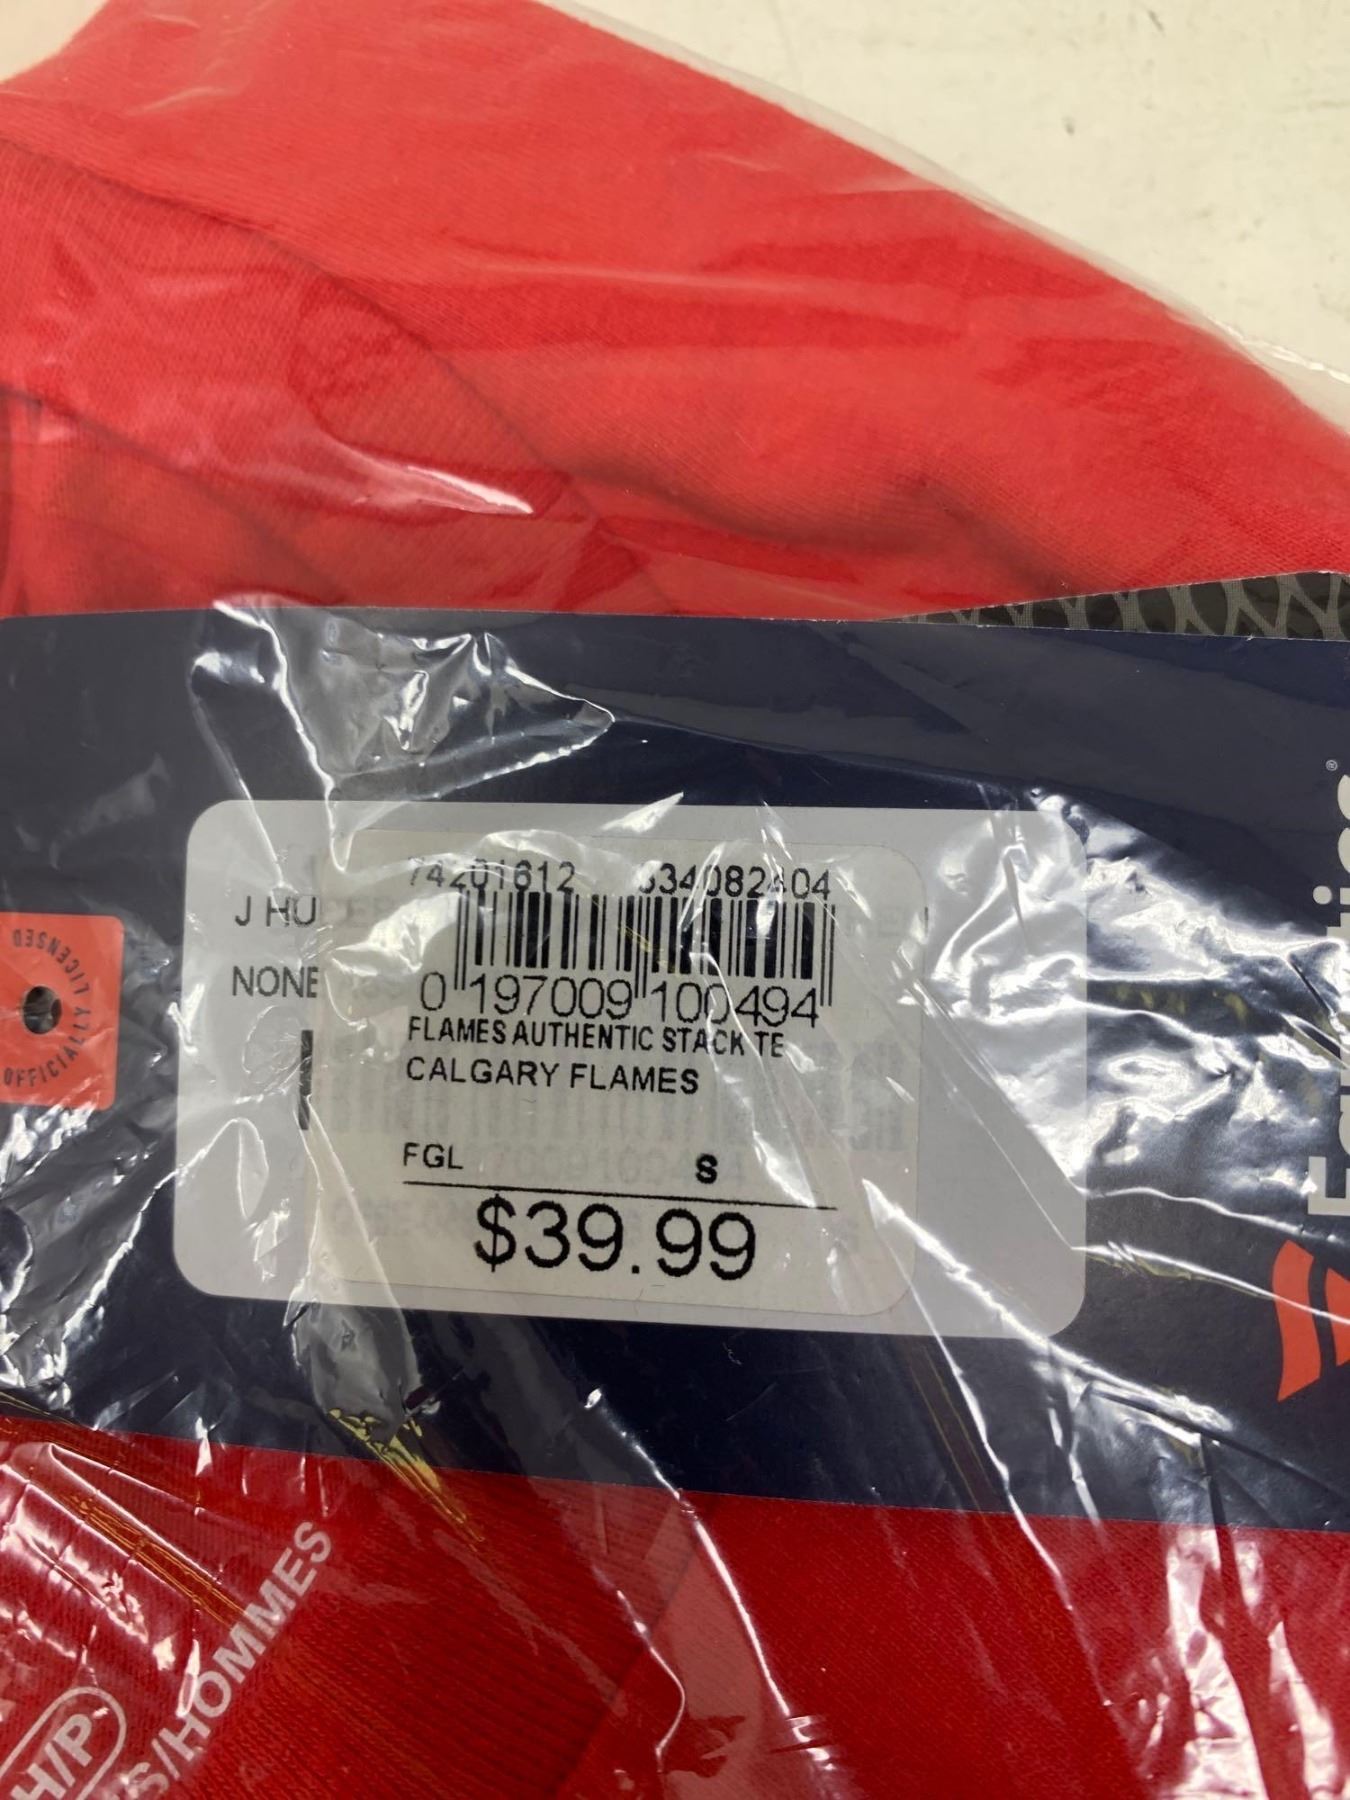 74201612 334082404
J HU
NONE
0 197009 100494
FLAMES AUTHENTIC STACK TE
CALGARY FLAMES
FGL S
$39.99
OFFICIALLY LICENSED
H/P
S/HOMMES